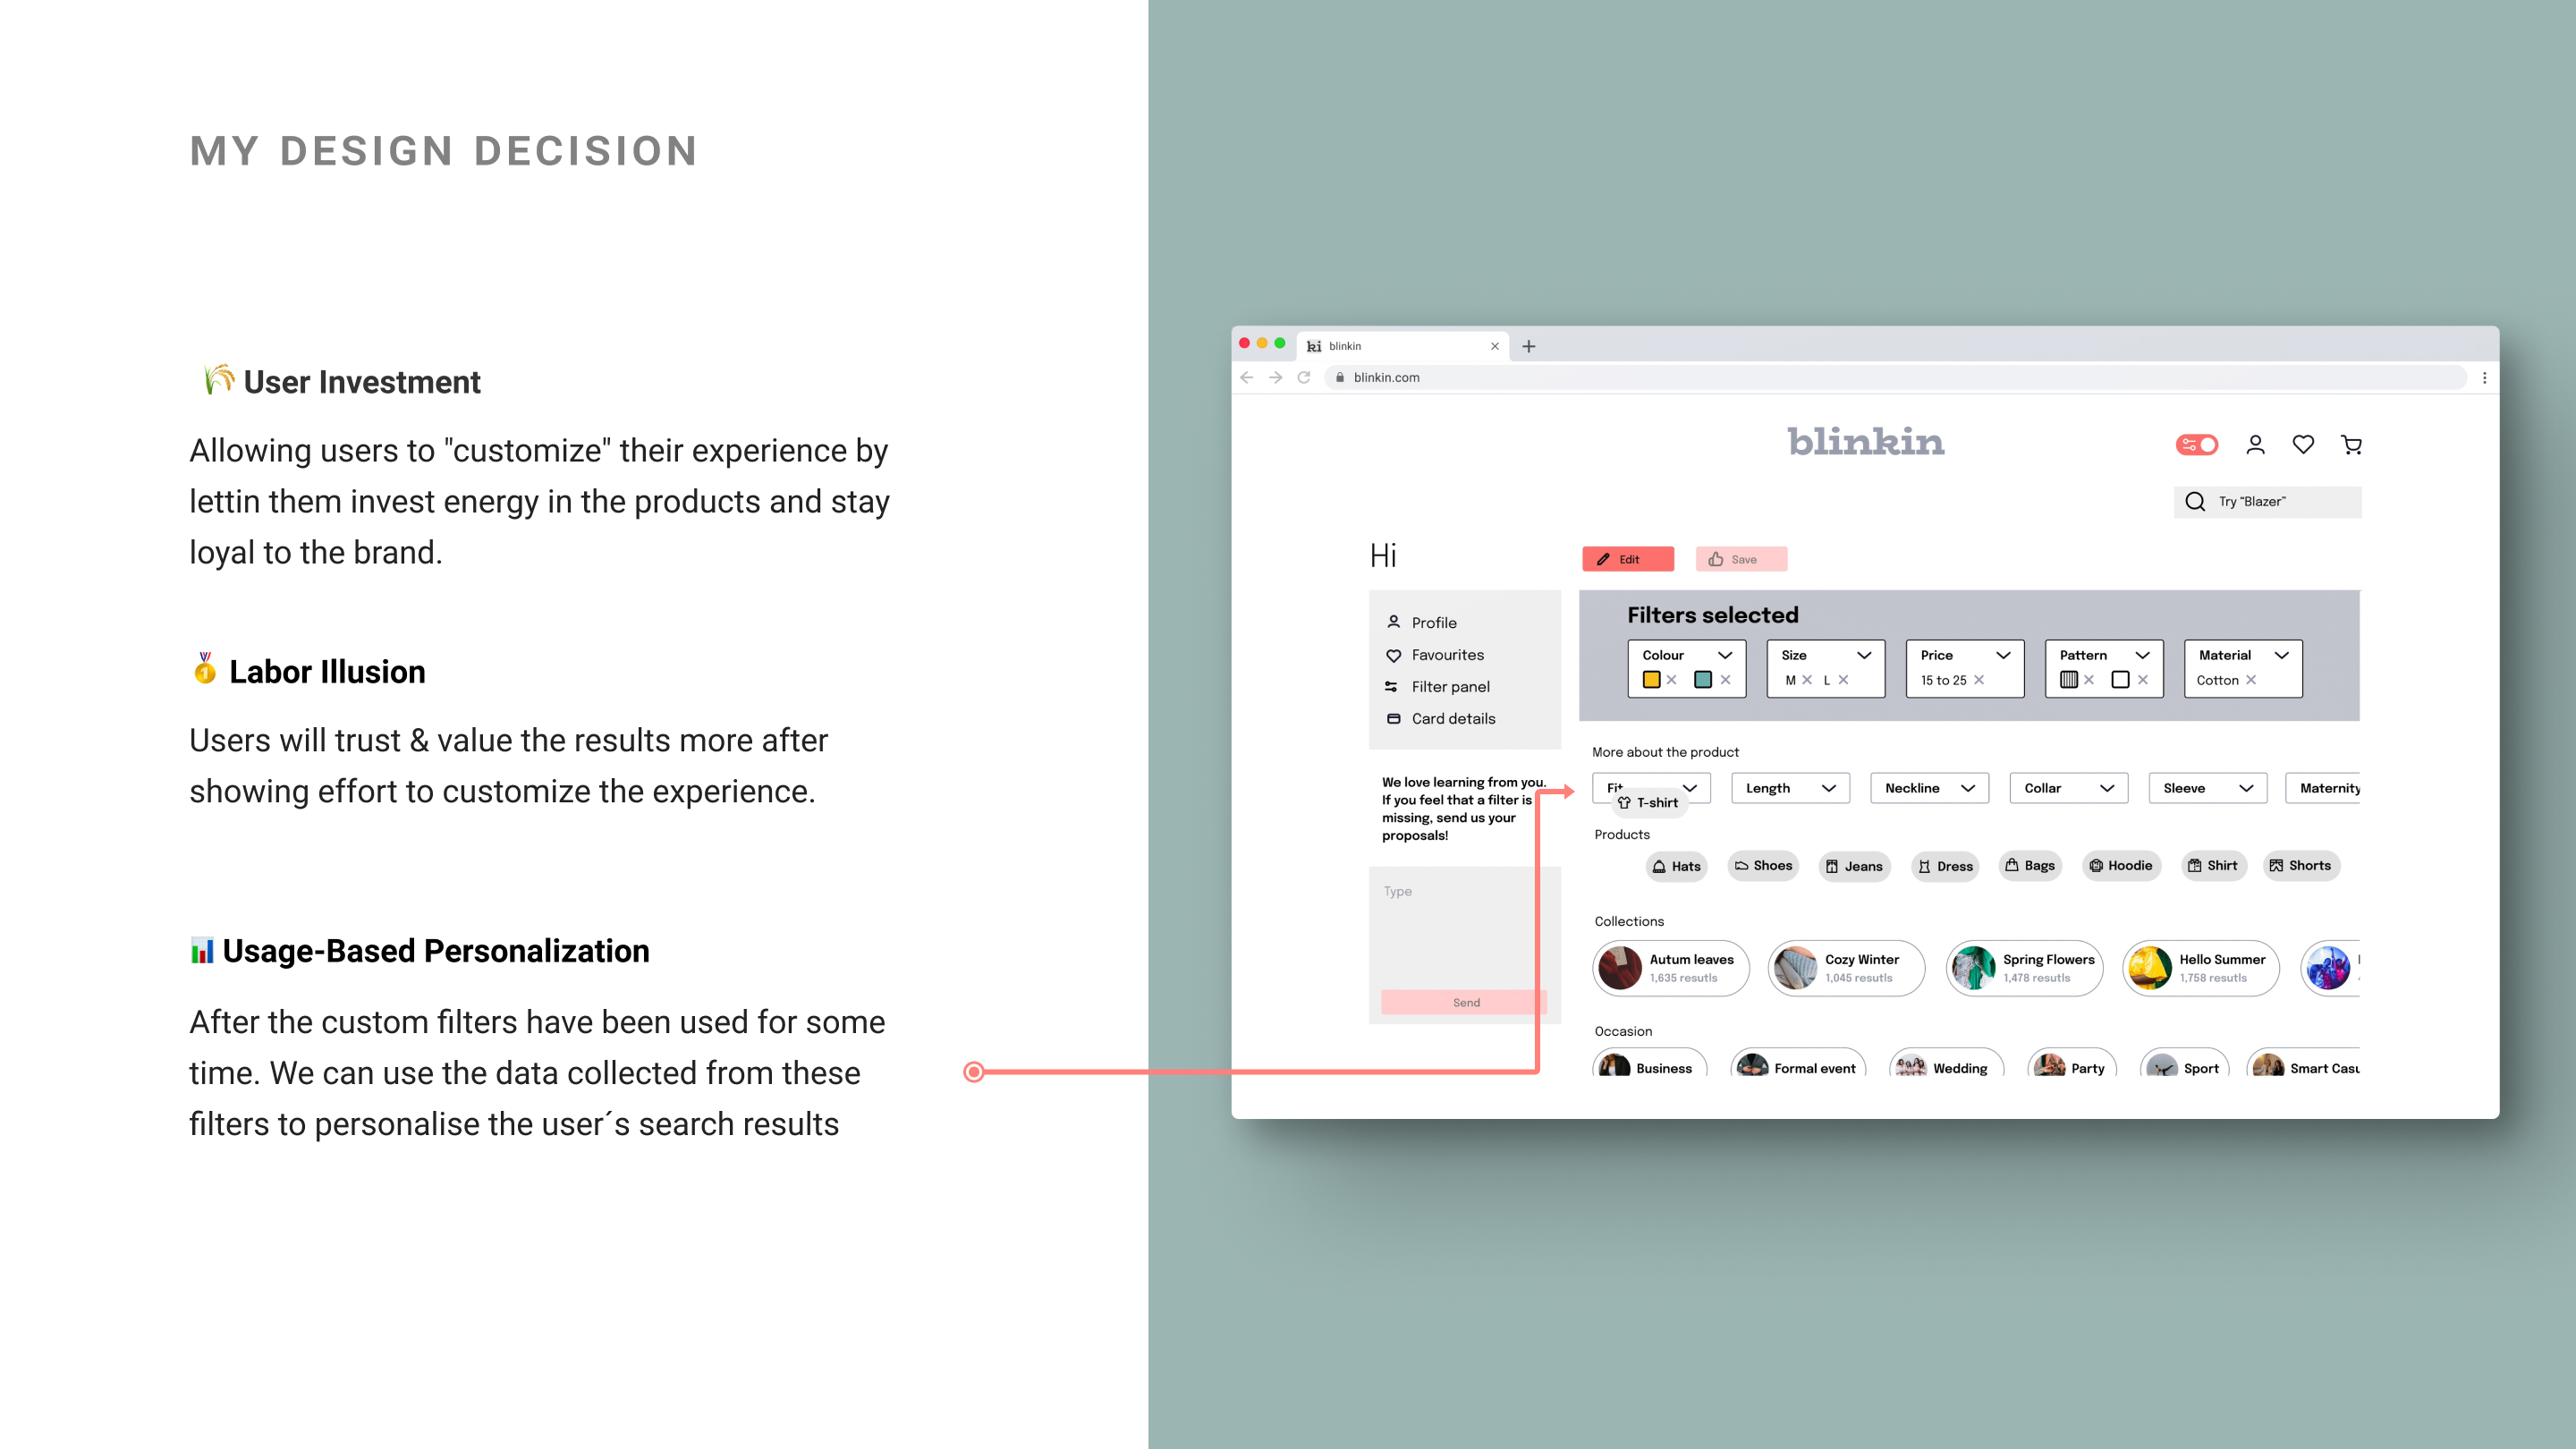 MY DESIGN DECISION
User Investment
Allowing users to "customize" their experience by
lettin them invest energy in the products and stay
loyal to the brand.
Labor Illusion
Users will trust & value the results more after
showing effort to customize the experience.
Usage-Based Personalization
After the custom filters have been used for some
time. We can use the data collected from these
filters to personalise the user´s search results
ki blinkin
blinkin.com
blinkin
Try “Blazer”
Hi
Edit Save
Profile
Favourites
Filter panel
Card details
We love learning from you.
If you feel that a filter is
missing, send us your
proposals!
Type
Send
Filters selected
Colour Size Price Pattern Material
M L 15 to 25 Cotton
More about the product
Fit Length Neckline Collar Sleeve Maternity
T-shirt
Products
Hats Shoes Jeans Dress Bags Hoodie Shirt Shorts
Collections
Autum leaves Cozy Winter Spring Flowers Hello Summer
1,635 resutls 1,045 resutls 1,478 resutls 1,758 resutls
Occasion
Business Formal event Wedding Party Sport Smart Casu